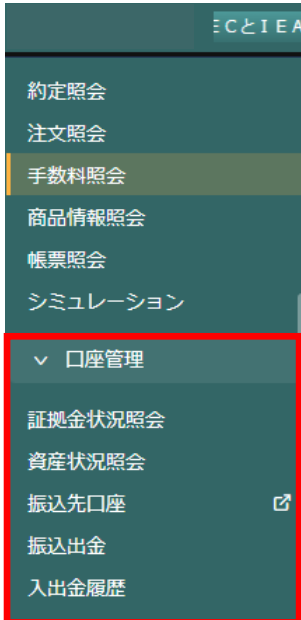 ECとIEA
約定照会
注文照会
手数料照会
商品情報照会
帳票照会
シミュレーション
口座管理
証拠金状況照会
資産状況照会
振込先口座
振込出金
入出金履歴